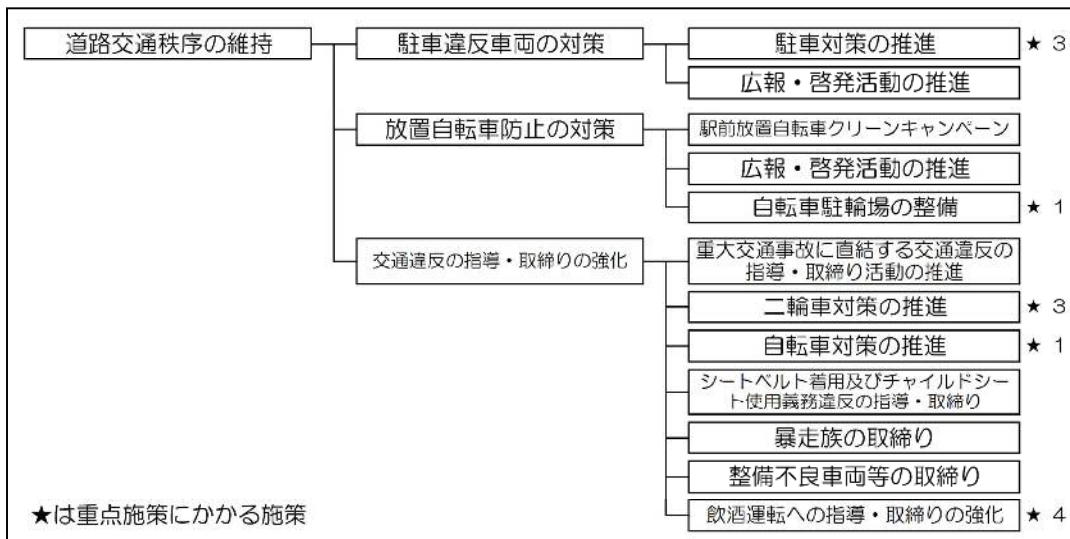 道路交通秩序の維持
駐車違反車両の対策
駐車対策の推進 ★ 3
広報・啓発活動の推進
放置自転車防止の対策
駅前放置自転車クリーンキャンペーン
広報・啓発活動の推進
自転車駐輪場の整備 ★ 1
交通違反の指導・取締りの強化
重大交通事故に直結する交通違反の
指導・取締り活動の推進
二輪車対策の推進 ★ 3
自転車対策の推進 ★ 1
シートベルト着用及びチャイルドシー
ト使用義務違反の指導・取締り
暴走族の取締り
整備不良車両等の取締り
飲酒運転への指導・取締りの強化 ★ 4
★は重点施策にかかる施策